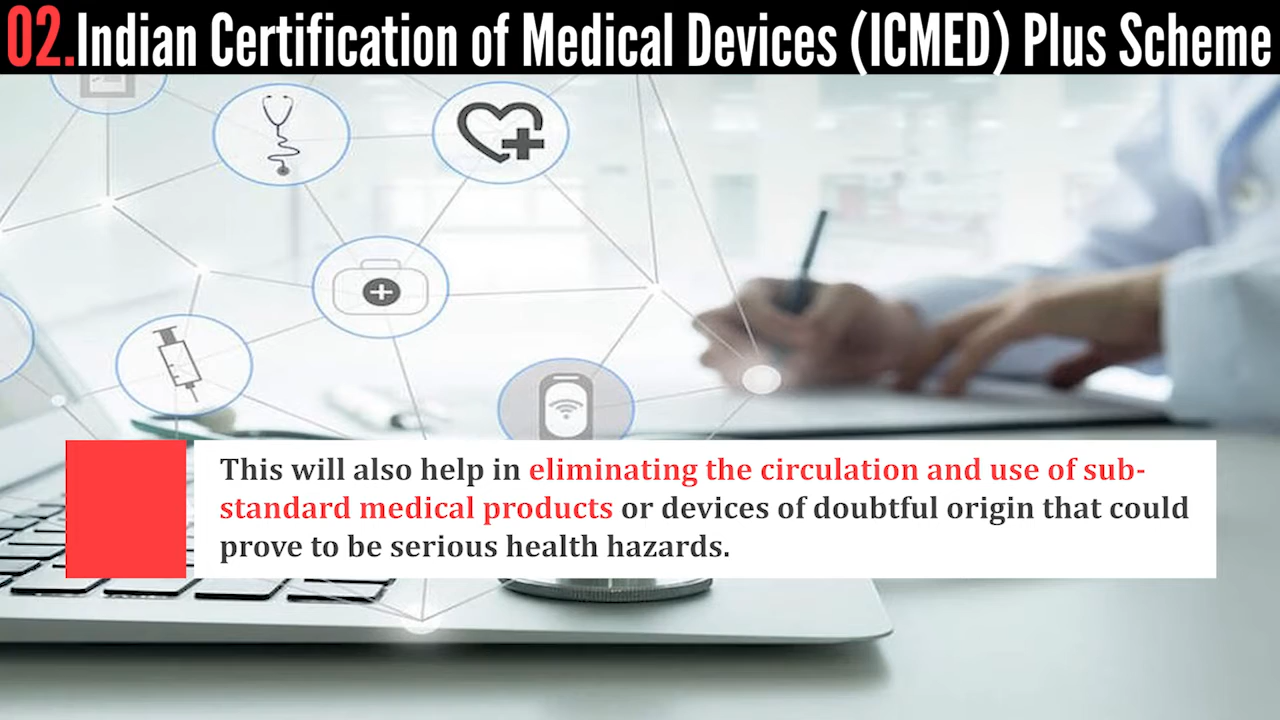 02.Indian Certification of Medical Devices (ICMED) Plus Scheme
This will also help in eliminating the circulation and use of sub-
standard medical products or devices of doubtful origin that could
prove to be serious health hazards.